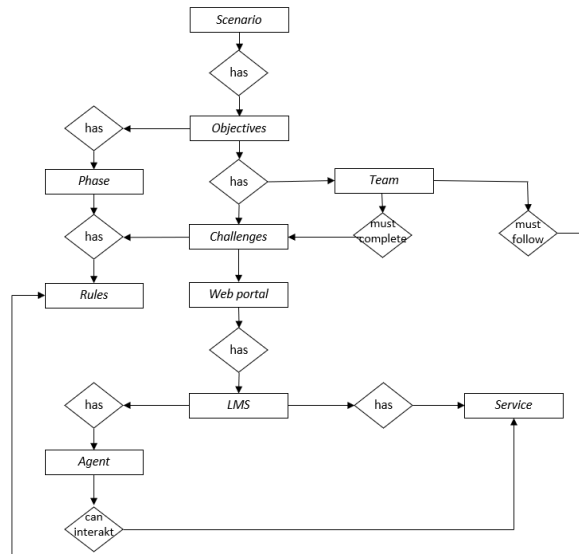 Scenario
has
has
Objectives
Phase
has
Team
has
Challenges
must
complete
must
follow
Rules
Web portal
has
has
LMS
has
Service
Agent
can
interakt